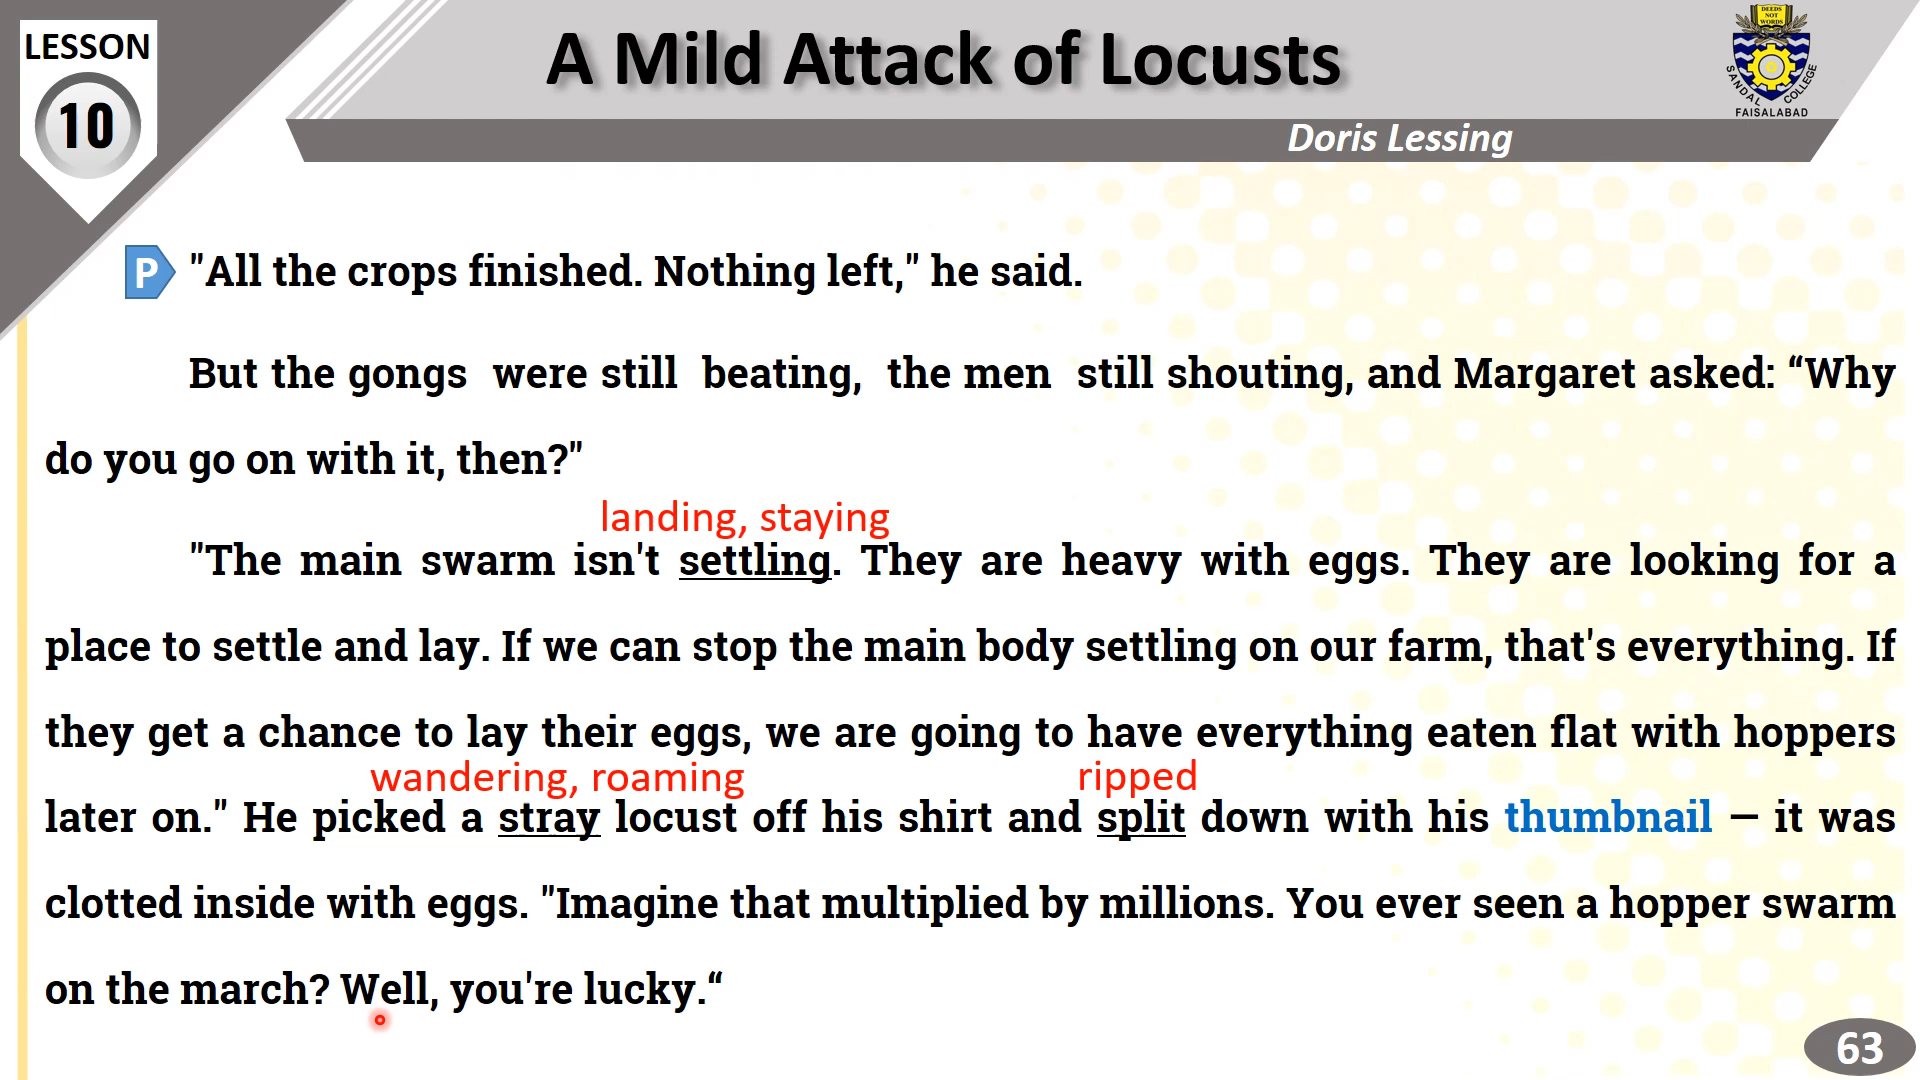 LESSON
10
A Mild Attack of Locusts
DEEDS
NOT
WORDS
SANDAL COLLEGE
FAISALABAD
Doris Lessing
P "All the crops finished. Nothing left," he said.
But the gongs were still beating, the men still shouting, and Margaret asked: “Why
do you go on with it, then?"
landing, staying
"The main swarm isn't settling. They are heavy with eggs. They are looking for a
place to settle and lay. If we can stop the main body settling on our farm, that's everything. If
they get a chance to lay their eggs, we are going to have everything eaten flat with hoppers
wandering, roaming ripped
later on." He picked a stray locust off his shirt and split down with his thumbnail – it was
clotted inside with eggs. "Imagine that multiplied by millions. You ever seen a hopper swarm
on the march? Well, you're lucky.“
63